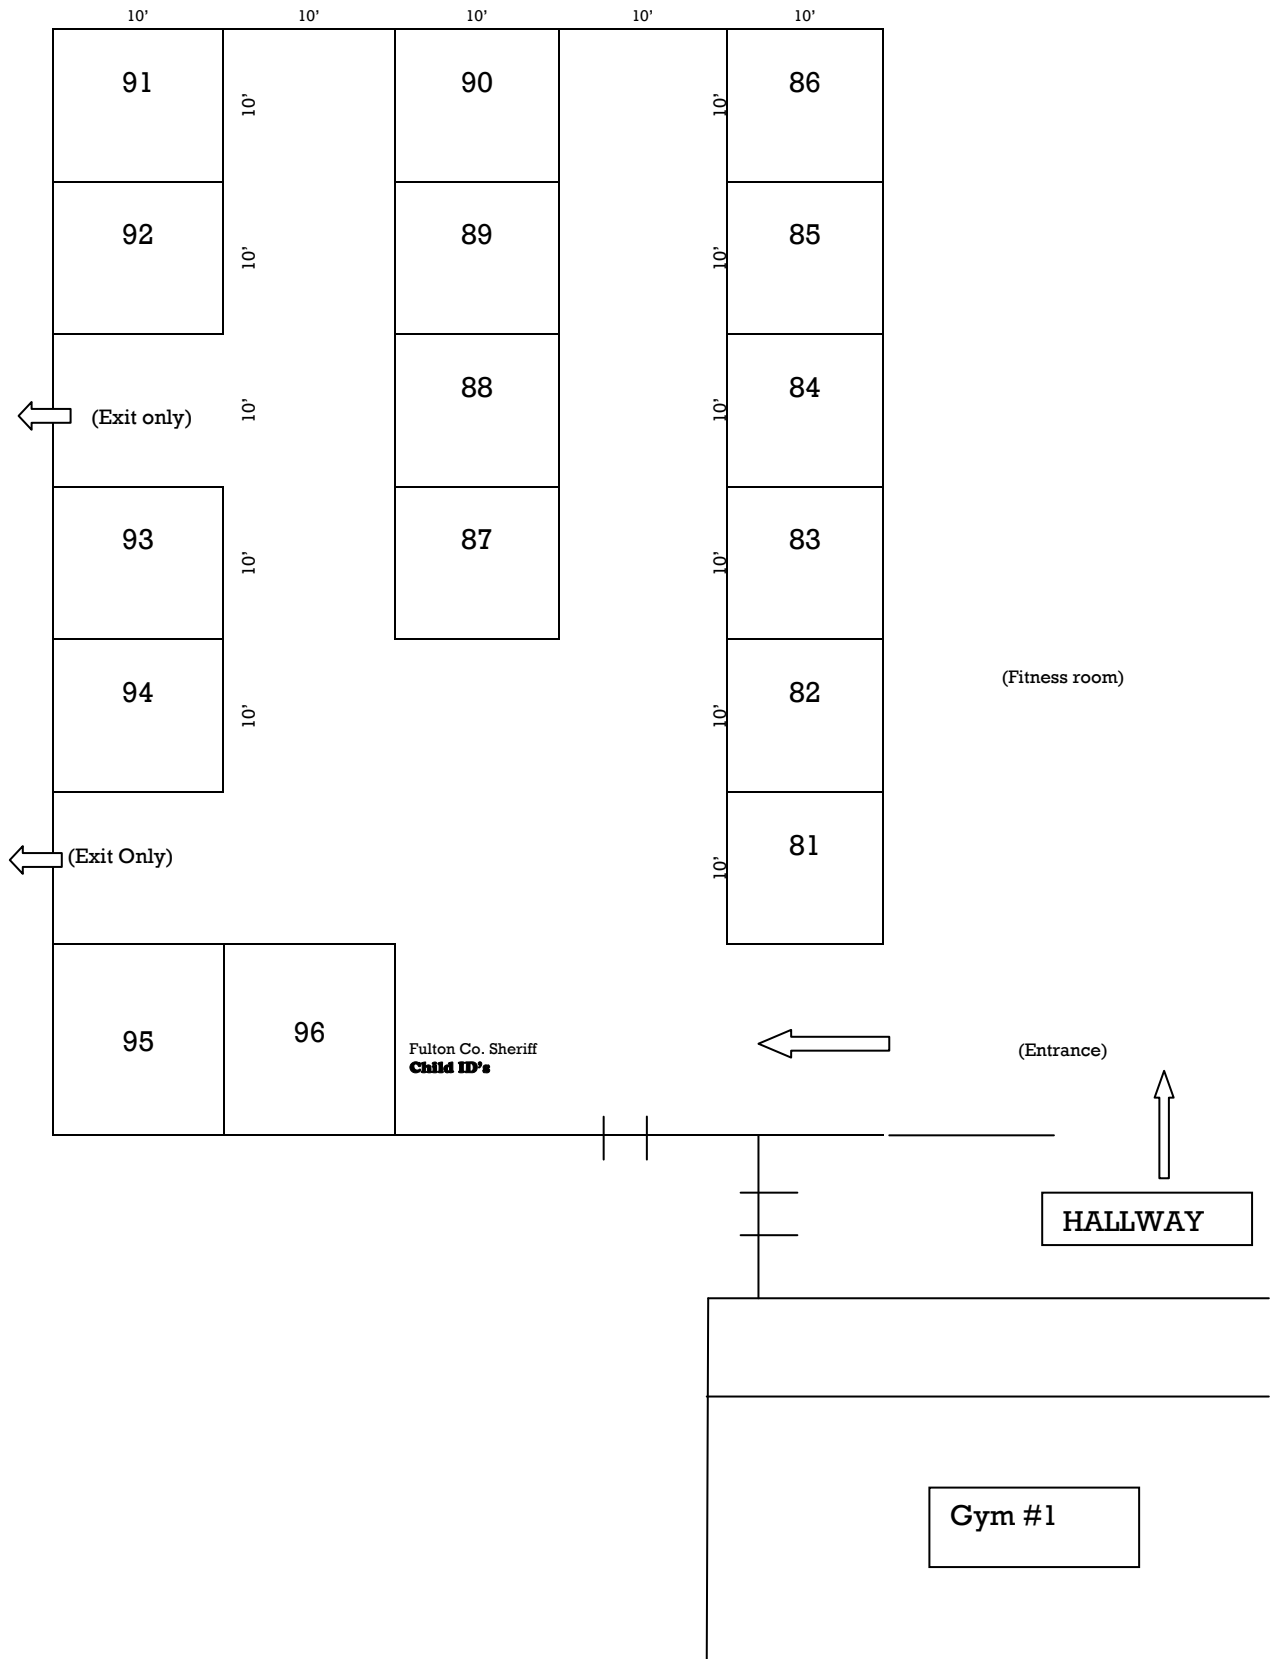 10’ 10’ 10’ 10’ 10’
91 90 86
10’ 10’
92 89 85
10’ 10’
88 84
(Exit only) 10’ 10’
93 87 83
10’ 10’
(Fitness room)
94 82
10’ 10’
81
(Exit Only) 10’
95 96
Fulton Co. Sheriff
Child ID’s
(Entrance)
HALLWAY
Gym #1